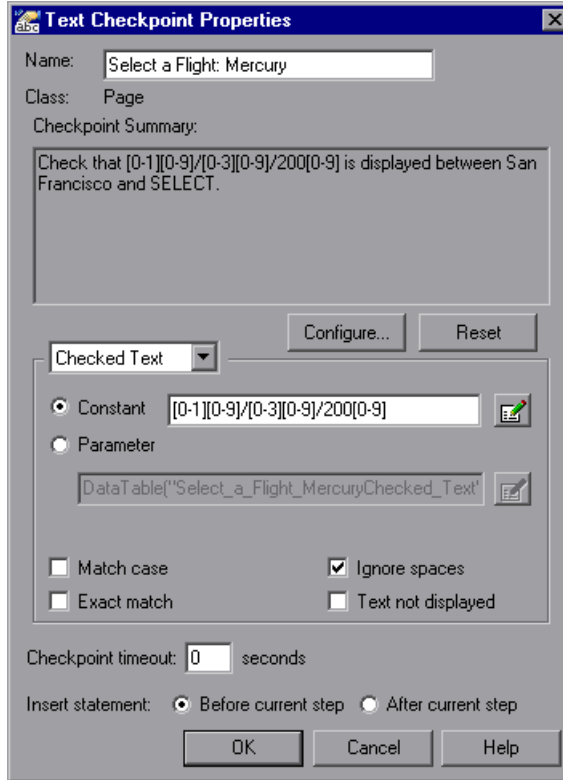 Text Checkpoint Properties
Name: Select a Flight: Mercury
Class: Page
Checkpoint Summary:
Check that [0-1][0-9]/[0-3][0-9]/200[0-9] is displayed between San
Francisco and SELECT.
Configure... Reset
Checked Text
Constant [0-1][0-9]/[0-3][0-9]/200[0-9]
Parameter
DataTable("Select_a_Flight_MercuryChecked_Text"
Match case Ignore spaces
Exact match Text not displayed
Checkpoint timeout: 0 seconds
Insert statement: Before current step After current step
OK Cancel Help